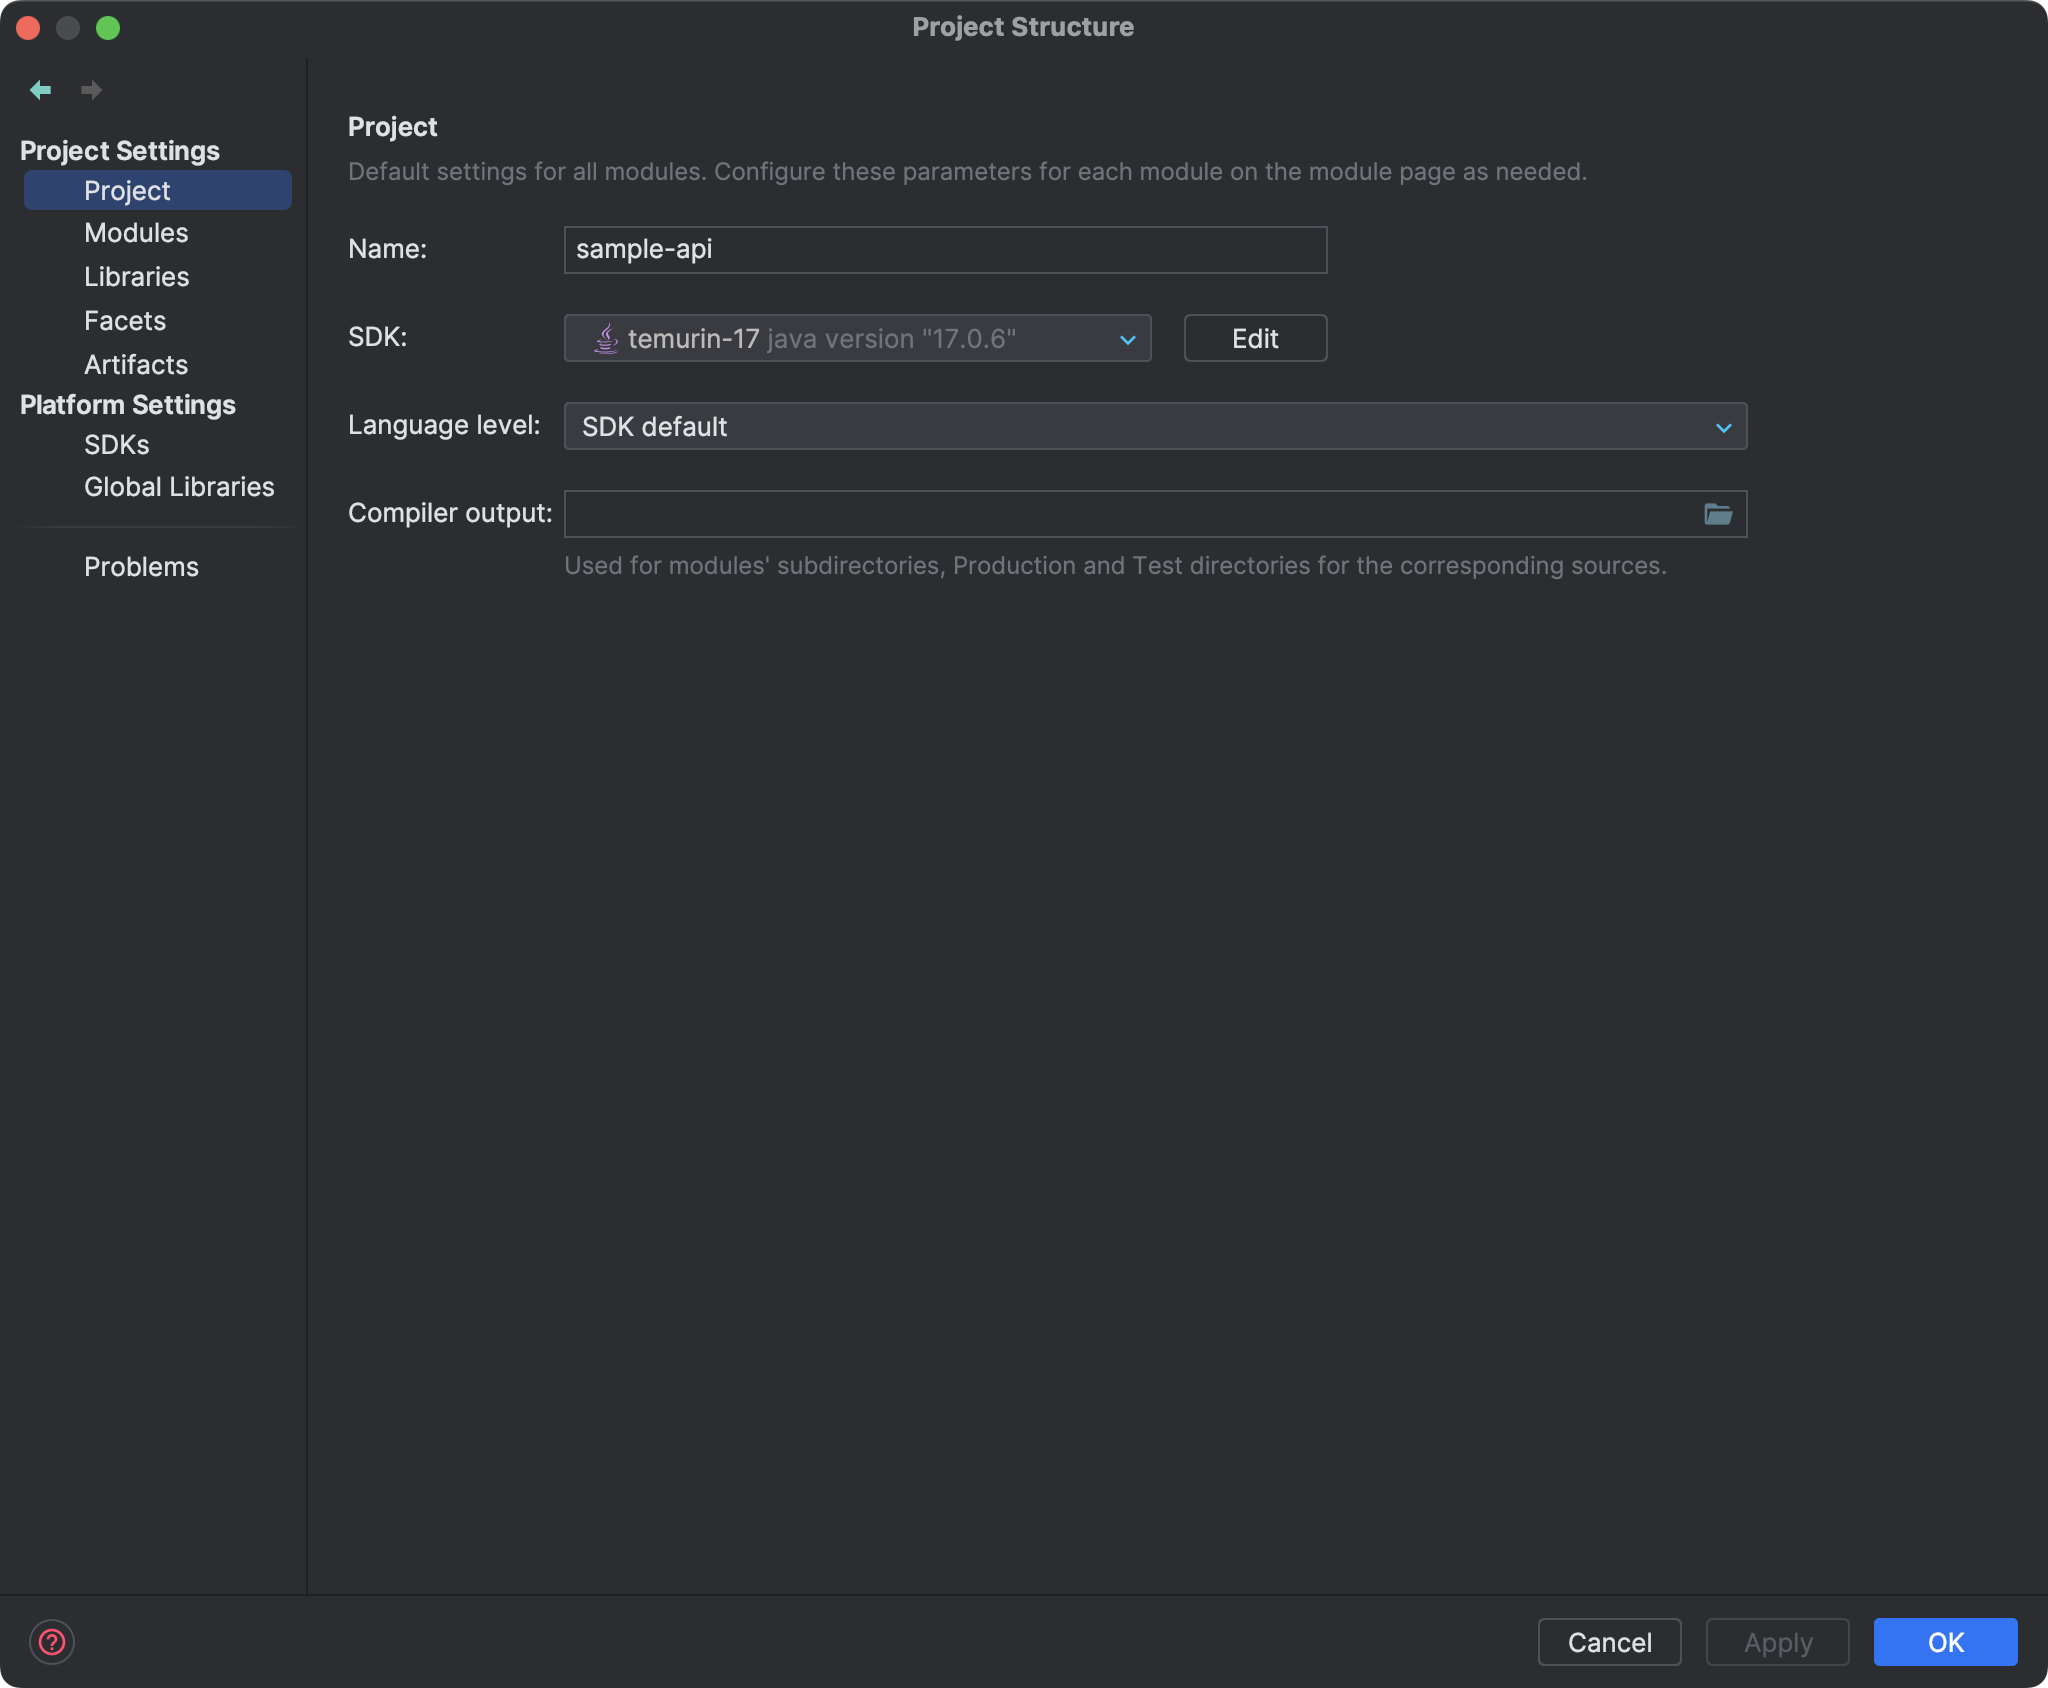 Project Structure
Project Settings
Project
Modules
Libraries
Facets
Artifacts
Platform Settings
SDKs
Global Libraries
Problems
Project
Default settings for all modules. Configure these parameters for each module on the module page as needed.
Name: sample-api
SDK: temurin-17 java version "17.0.6" Edit
Language level: SDK default
Compiler output:
Used for modules' subdirectories, Production and Test directories for the corresponding sources.
? Cancel Apply OK